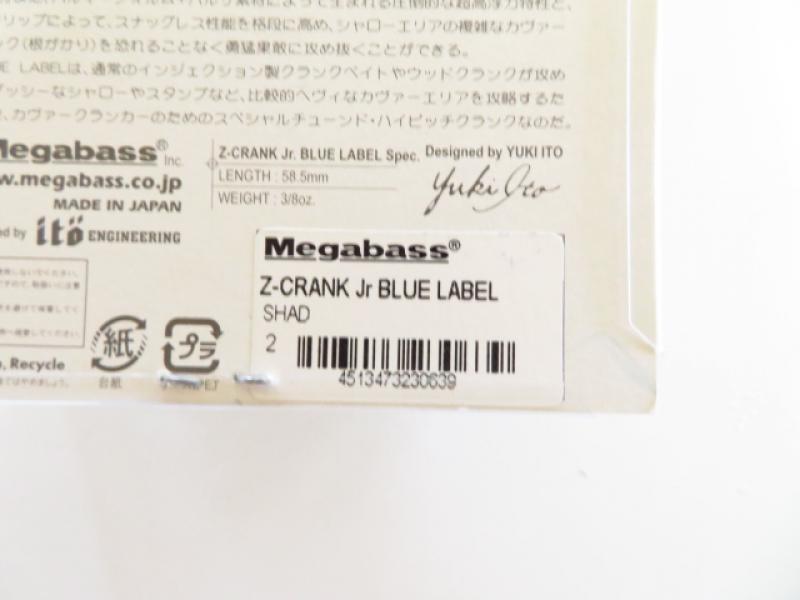 リップによって、スナッグレス性能を格段に高め、シャローエリアの複雑なカヴァー
ック(根がかり)を恐れることなく勇猛果敢に攻め抜くことができる。
E LABELは、通常のインジェクション製クランクベイトやウッドクランクが攻め
ッシーなシャローやスタンプなど、比較的ヘヴィなカヴァーエリアを攻略するた
、カヴァークランカーのためのスペシャルチューンド・ハイピッチクランクなのだ。
Megabass® Inc.
w.megabass.co.jp
MADE IN JAPAN
ed by itö ENGINEERING
Z-CRANK Jr. BLUE LABEL Spec. Designed by YUKI ITO
LENGTH : 58.5mm
WEIGHT : 3/8oz.
Yuki Ito
, Recycle
紙
台紙
プラ
PET
Megabass®
Z-CRANK Jr BLUE LABEL
SHAD
2
4513473230639